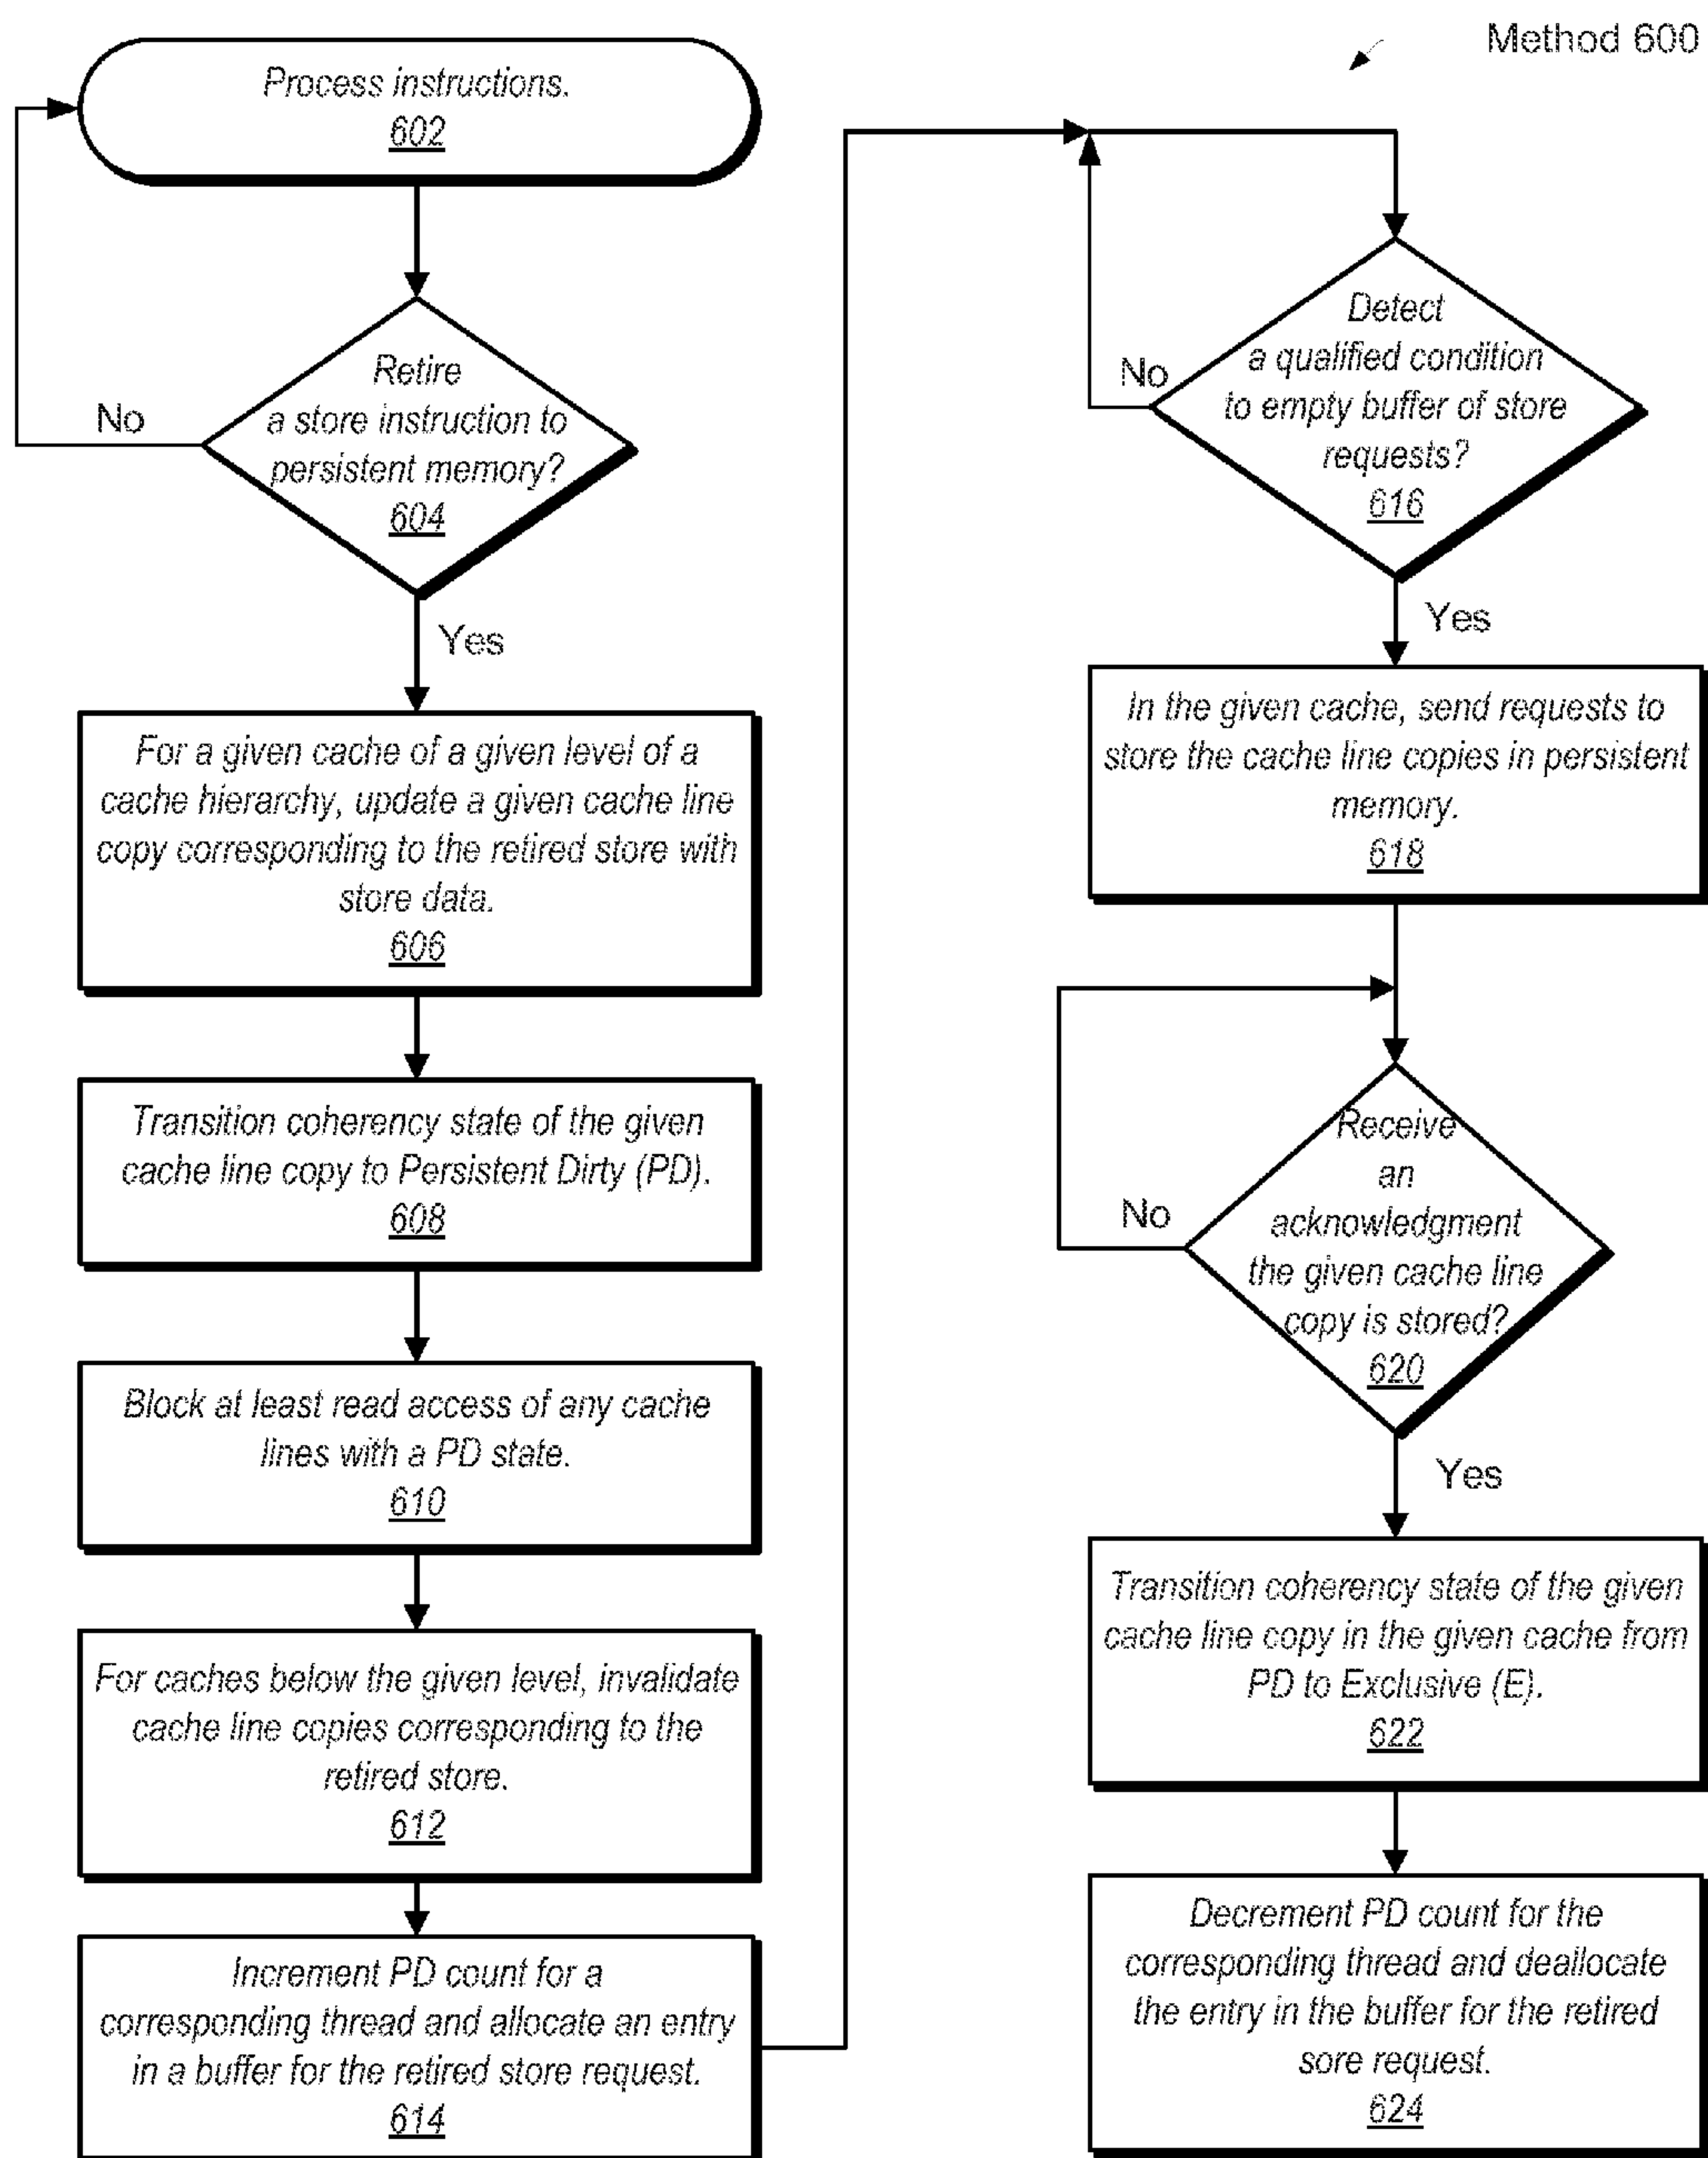 Method 600
Process instructions.
602
Retire
a store instruction to
persistent memory?
604
No
Yes
For a given cache of a given level of a
cache hierarchy, update a given cache line
copy corresponding to the retired store with
store data.
606
Transition coherency state of the given
cache line copy to Persistent Dirty (PD).
608
Block at least read access of any cache
lines with a PD state.
610
For caches below the given level, invalidate
cache line copies corresponding to the
retired store.
612
Increment PD count for a
corresponding thread and allocate an entry
in a buffer for the retired store request.
614
Detect
a qualified condition
to empty buffer of store
requests?
616
No
Yes
In the given cache, send requests to
store the cache line copies in persistent
memory.
618
Receive
an
acknowledgment
the given cache line
copy is stored?
620
No
Yes
Transition coherency state of the given
cache line copy in the given cache from
PD to Exclusive (E).
622
Decrement PD count for the
corresponding thread and deallocate
the entry in the buffer for the retired
sore request.
624